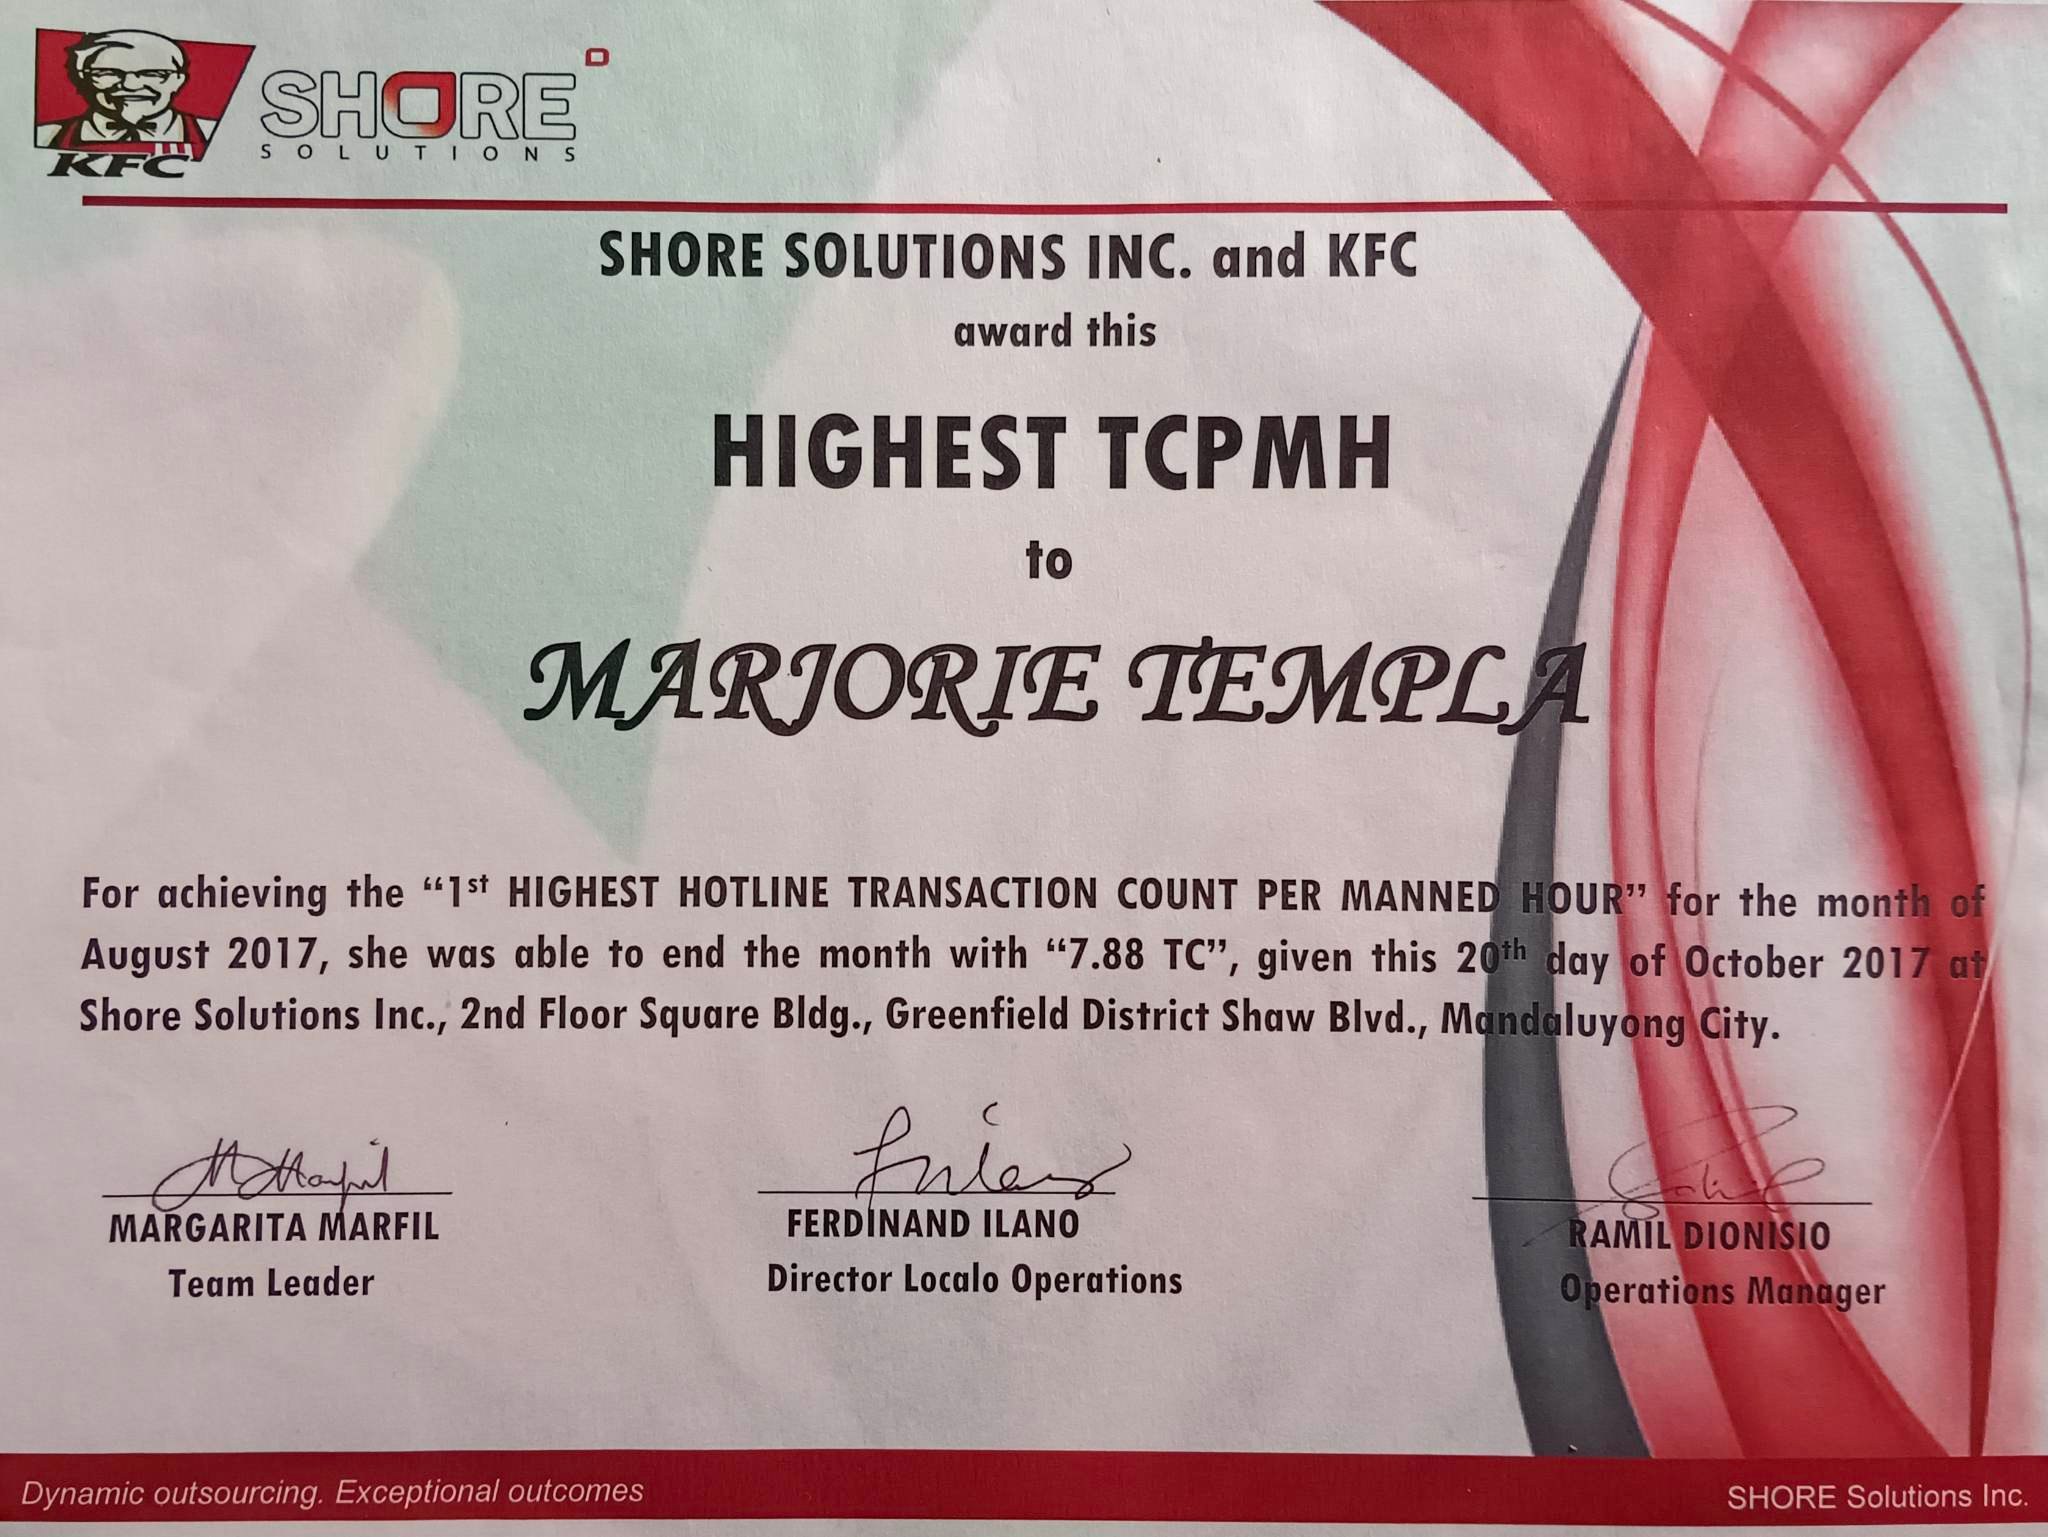 KFC
SHORE
SOLUTIONS
SHORE SOLUTIONS INC. and KFC
award this
HIGHEST TCPMH
to
MARJORIE TEMPLA
For achieving the “1st HIGHEST HOTLINE TRANSACTION COUNT PER MANNED HOUR” for the month of
August 2017, she was able to end the month with “7.88 TC”, given this 20th day of October 2017 at
Shore Solutions Inc., 2nd Floor Square Bldg., Greenfield District Shaw Blvd., Mandaluyong City.
MARGARITA MARFIL
Team Leader
FERDINAND ILANO
Director Localo Operations
RAMIL DIONISIO
Operations Manager
Dynamic outsourcing. Exceptional outcomes
SHORE Solutions Inc.